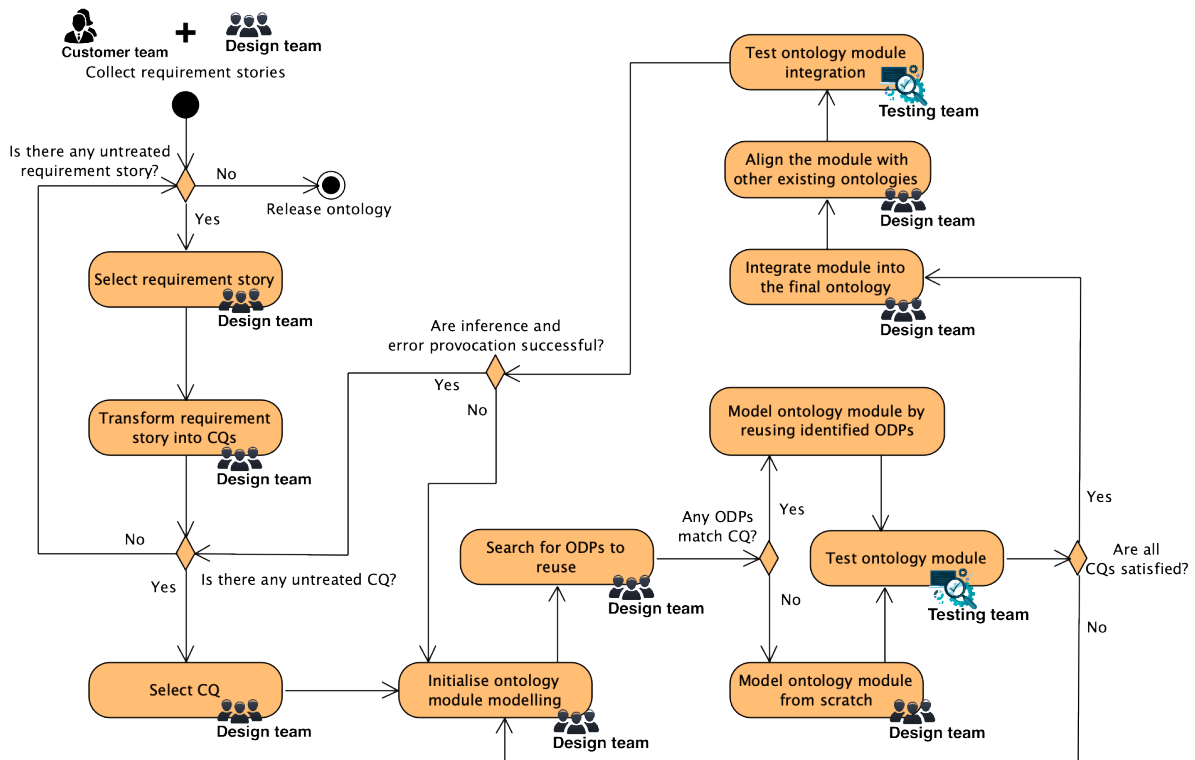 Customer team
+
Design team
Collect requirement stories
Is there any untreated
requirement story?
No
Release ontology
Yes
Select requirement story
Design team
Transform requirement
story into CQs
Design team
No
Is there any untreated CQ?
Yes
Select CQ
Design team
Initialise ontology
module modelling
Design team
Search for ODPs to
reuse
Design team
Any ODPs
match CQ?
Yes
No
Model ontology module by
reusing identified ODPs
Model ontology module
from scratch
Design team
Test ontology module
Testing team
Are all
CQs satisfied?
Yes
No
Integrate module into
the final ontology
Design team
Align the module with
other existing ontologies
Design team
Test ontology module
integration
Testing team
Are inference and
error provocation successful?
Yes
No